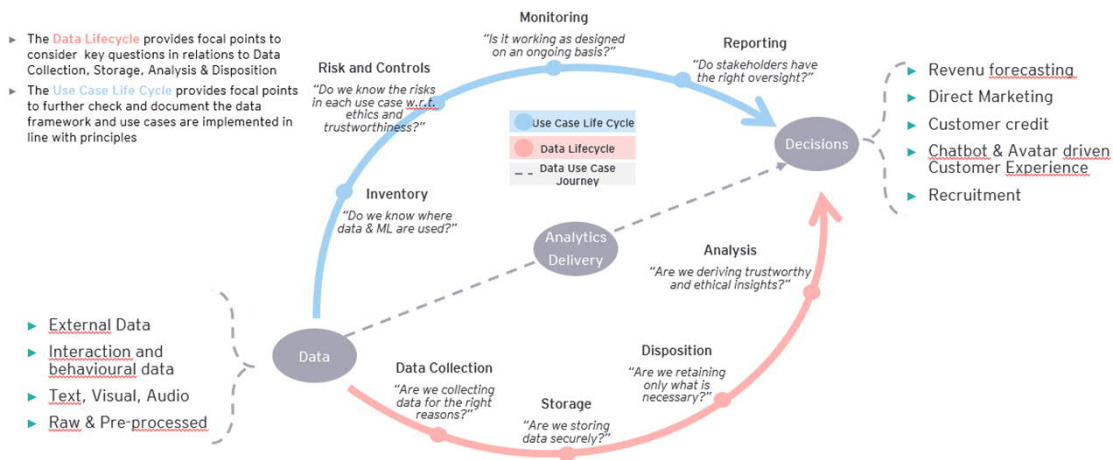 ► The Data Lifecycle provides focal points to
consider key questions in relations to Data
Collection, Storage, Analysis & Disposition
► The Use Case Life Cycle provides focal points
to further check and document the data
framework and use cases are implemented in
line with principles
Monitoring
“Is it working as designed
on an ongoing basis?”
Reporting
“Do stakeholders have
the right oversight?”
Risk and Controls
“Do we know the risks
in each use case w.r.t.
ethics and
trustworthiness?”
Inventory
“Do we know where
data & ML are used?”
Use Case Life Cycle
Data Lifecycle
Data Use Case
Journey
Decisions
► Revenu forecasting
► Direct Marketing
► Customer credit
► Chatbot & Avatar driven
Customer Experience
► Recruitment
Analytics
Delivery
Analysis
“Are we deriving trustworthy
and ethical insights?”
► External Data
► Interaction and
behavioural data
► Text, Visual, Audio
► Raw & Pre-processed
Data
Data Collection
“Are we collecting
data for the right
reasons?”
Storage
“Are we storing
data securely?”
Disposition
“Are we retaining
only what is
necessary?”